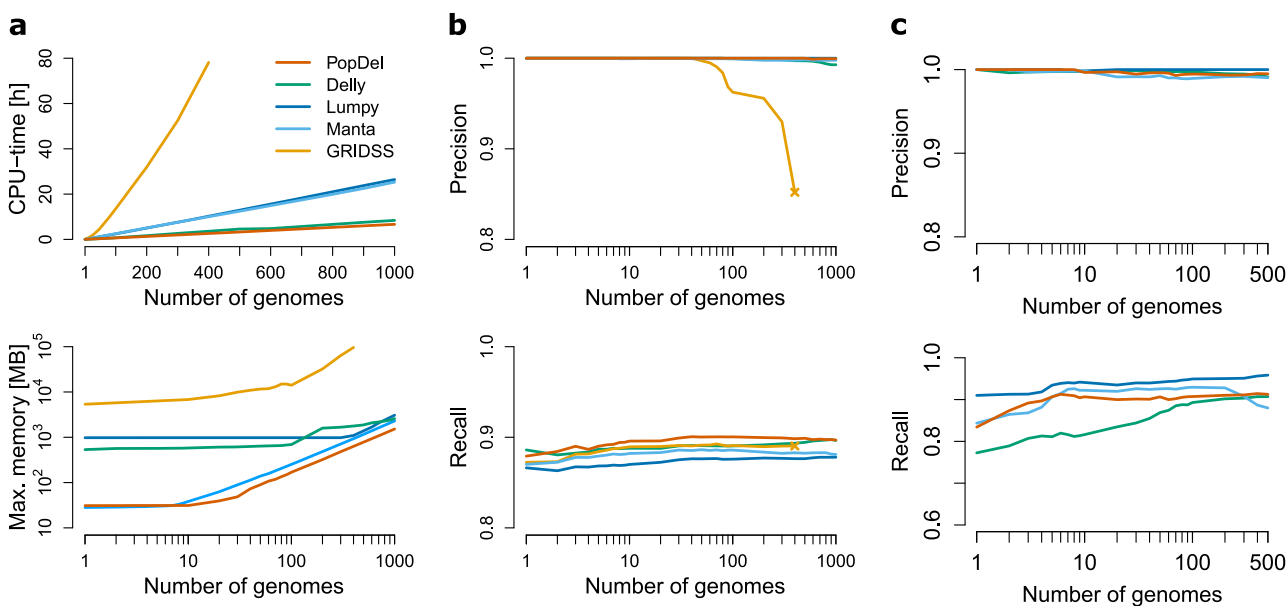 a
CPU-time [h]
80
60
40
20
0
1
200
400
600
800
1000
Number of genomes
PopDel
Delly
Lumpy
Manta
GRIDSS
Max. memory [MB]
10^5
10^4
10^3
10^2
10
1
10
100
1000
Number of genomes
b
Precision
1.0
0.9
0.8
1
10
100
1000
Number of genomes
Recall
1.0
0.9
0.8
1
10
100
1000
Number of genomes
c
Precision
1.0
0.9
0.8
1
10
100
500
Number of genomes
Recall
1.0
0.8
0.6
1
10
100
500
Number of genomes